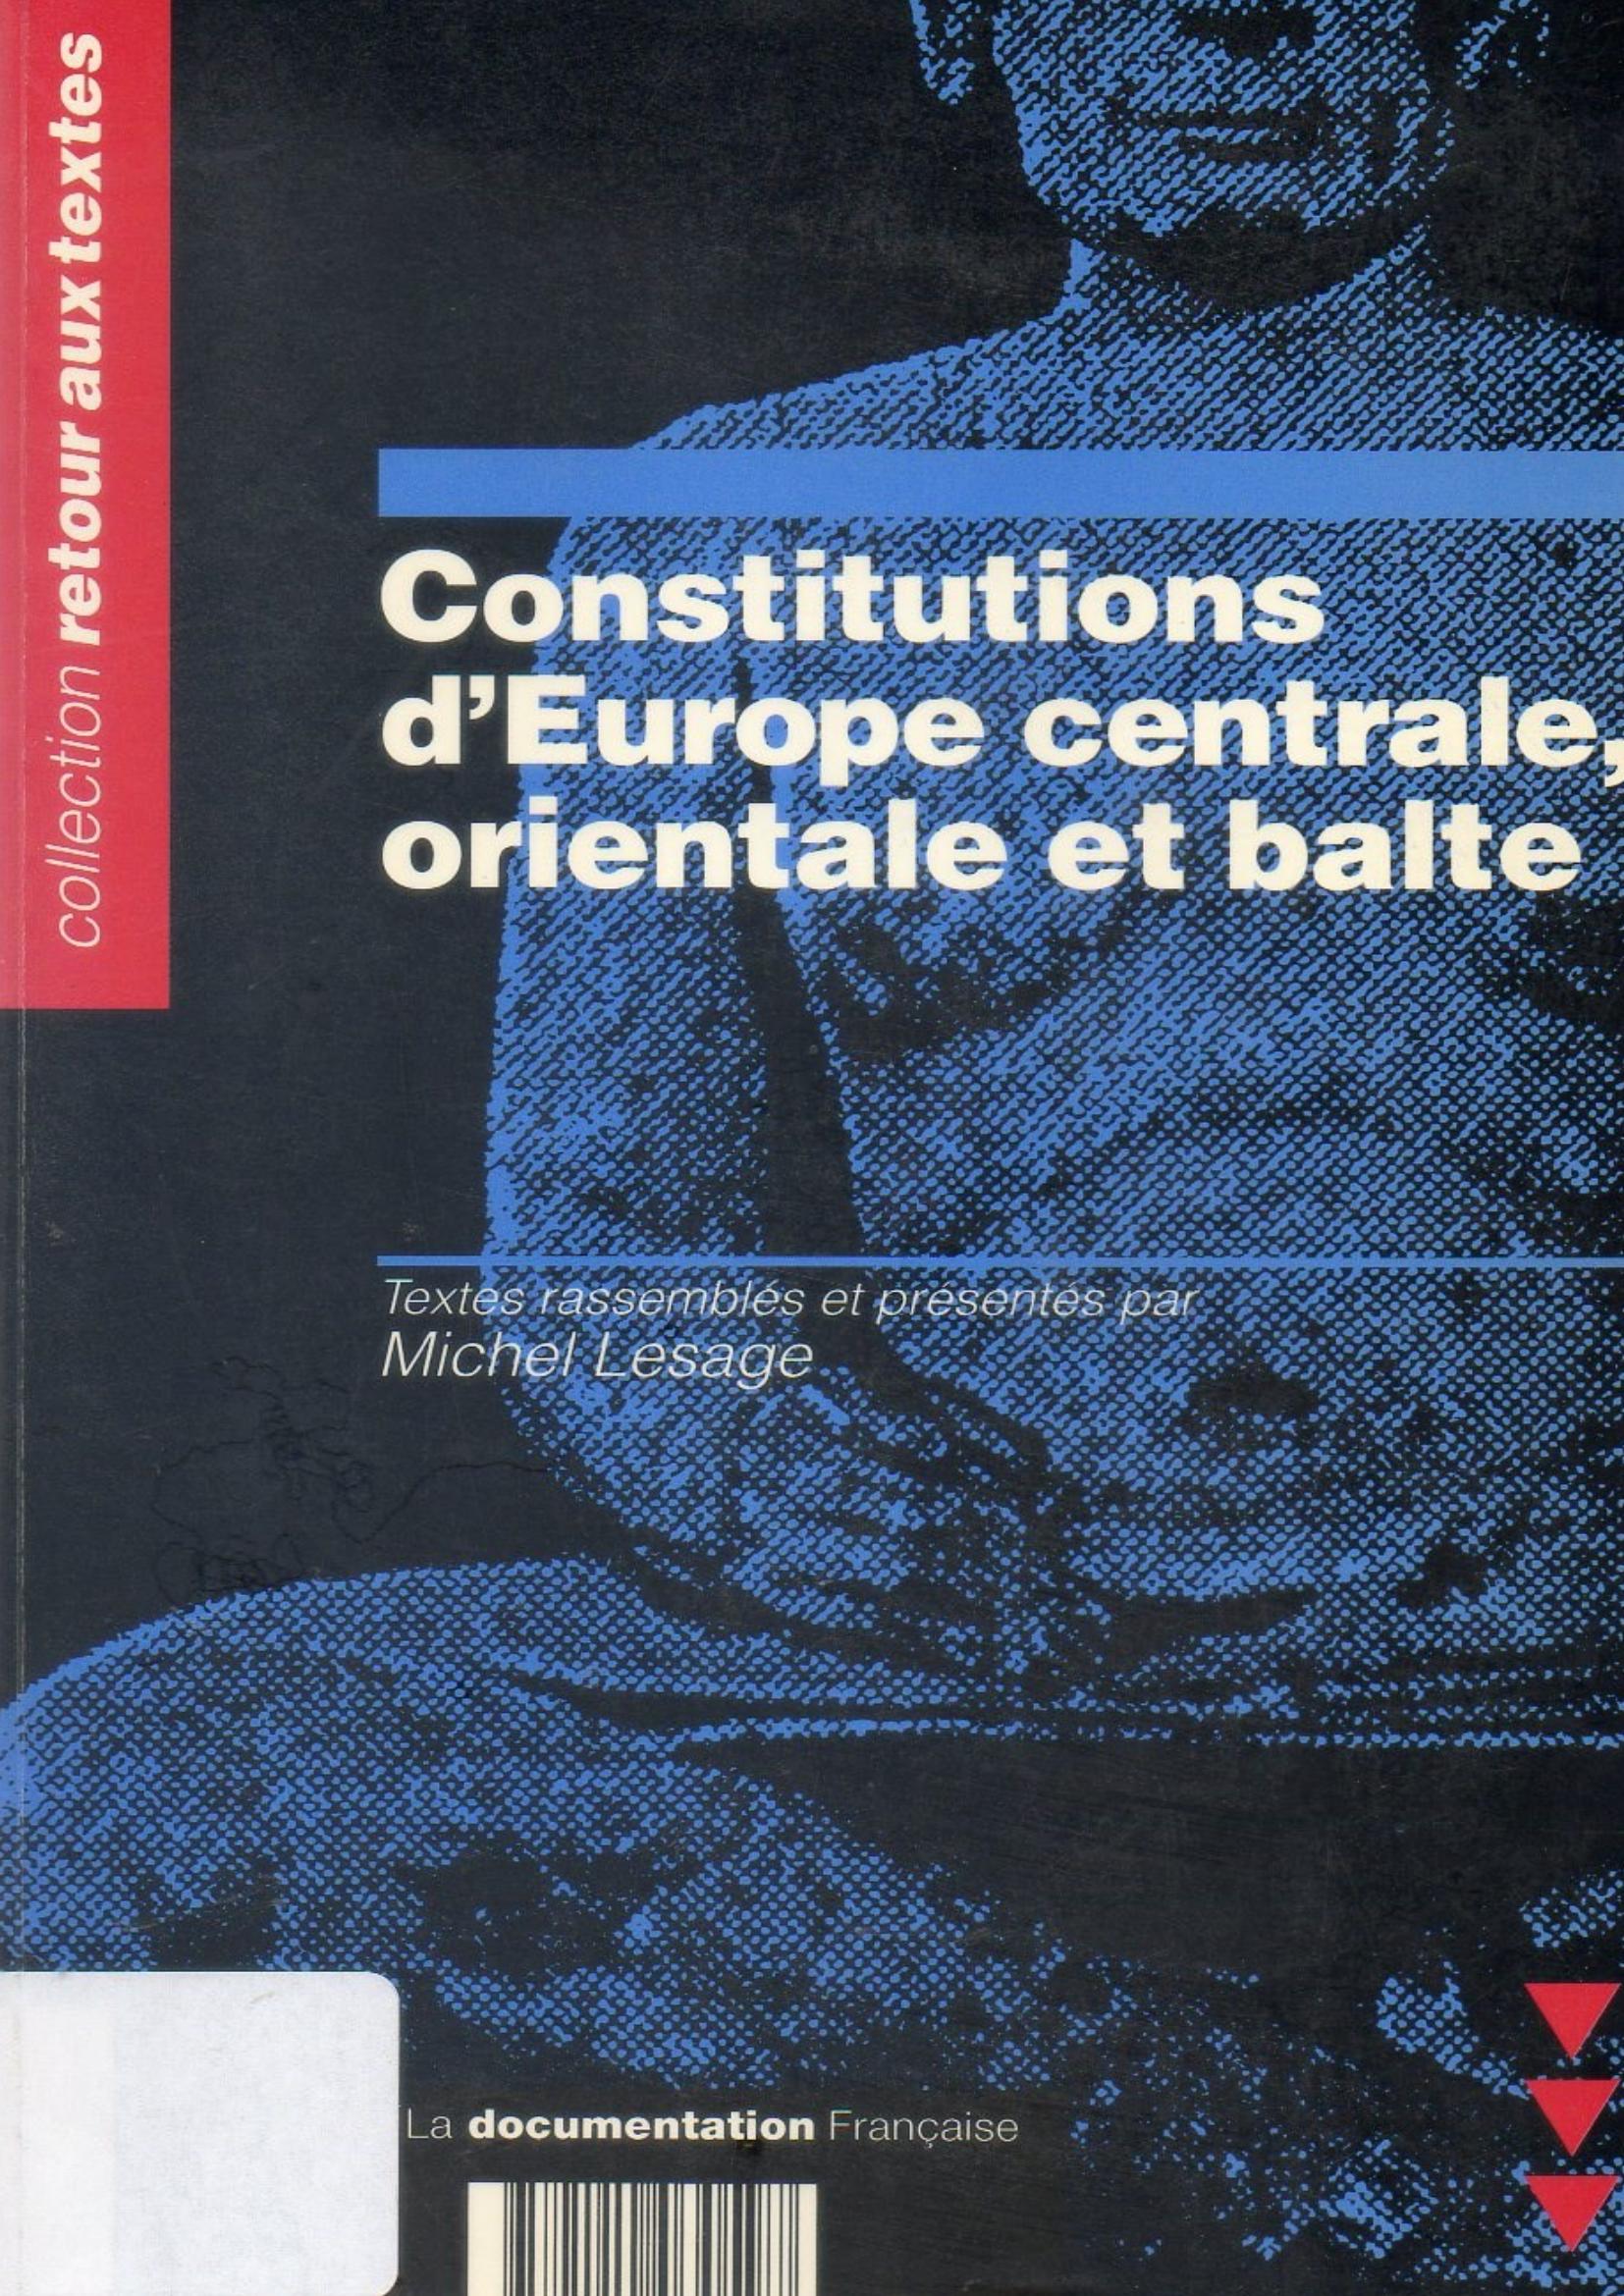 collection retour aux textes
Constitutions
d'Europe centrale,
orientale et balte
Textes rassemblés et présentés par
Michel Lesage
La documentation Française